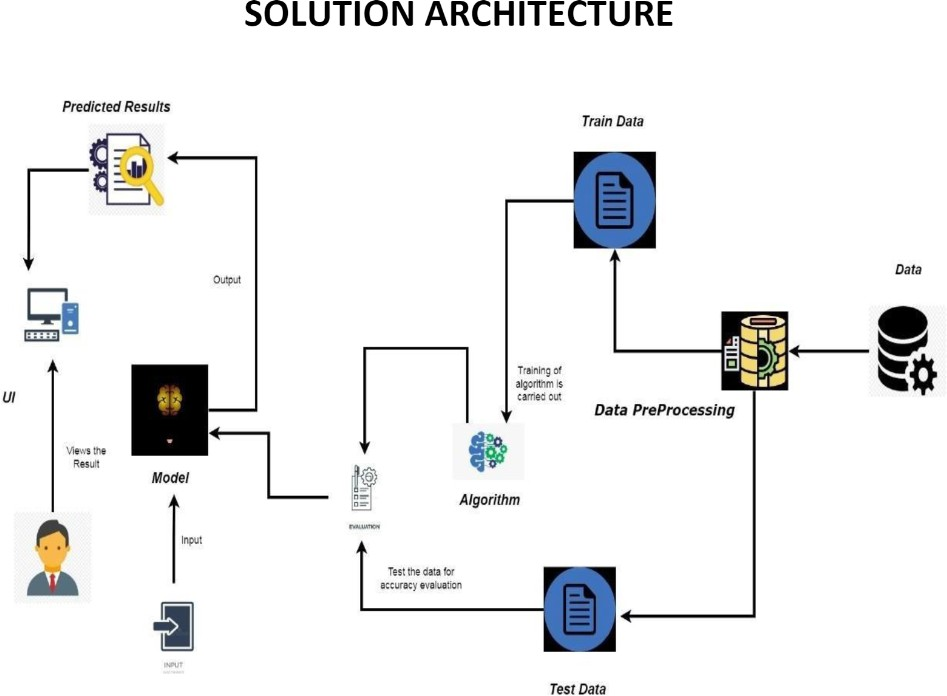 SOLUTION ARCHITECTURE
Predicted Results
Train Data
Data
Output
Training of
algorithm is
carried out
UI
Data PreProcessing
Views the
Result
Model
Algorithm
EVALUATION
Input
Test the data for
accuracy evaluation
INPUT
Test Data